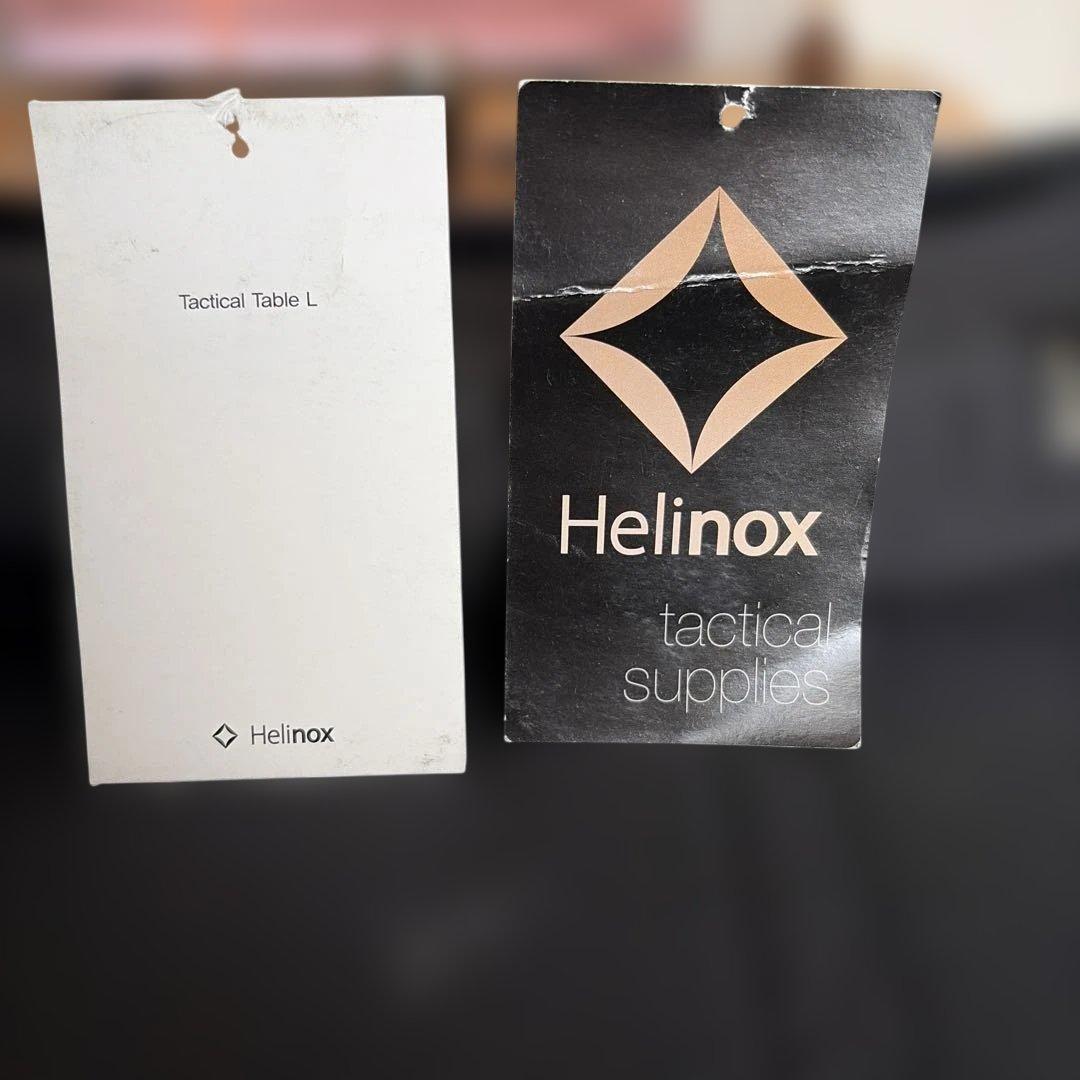 Tactical Table L
Helinox
Helinox
tactical
supplies